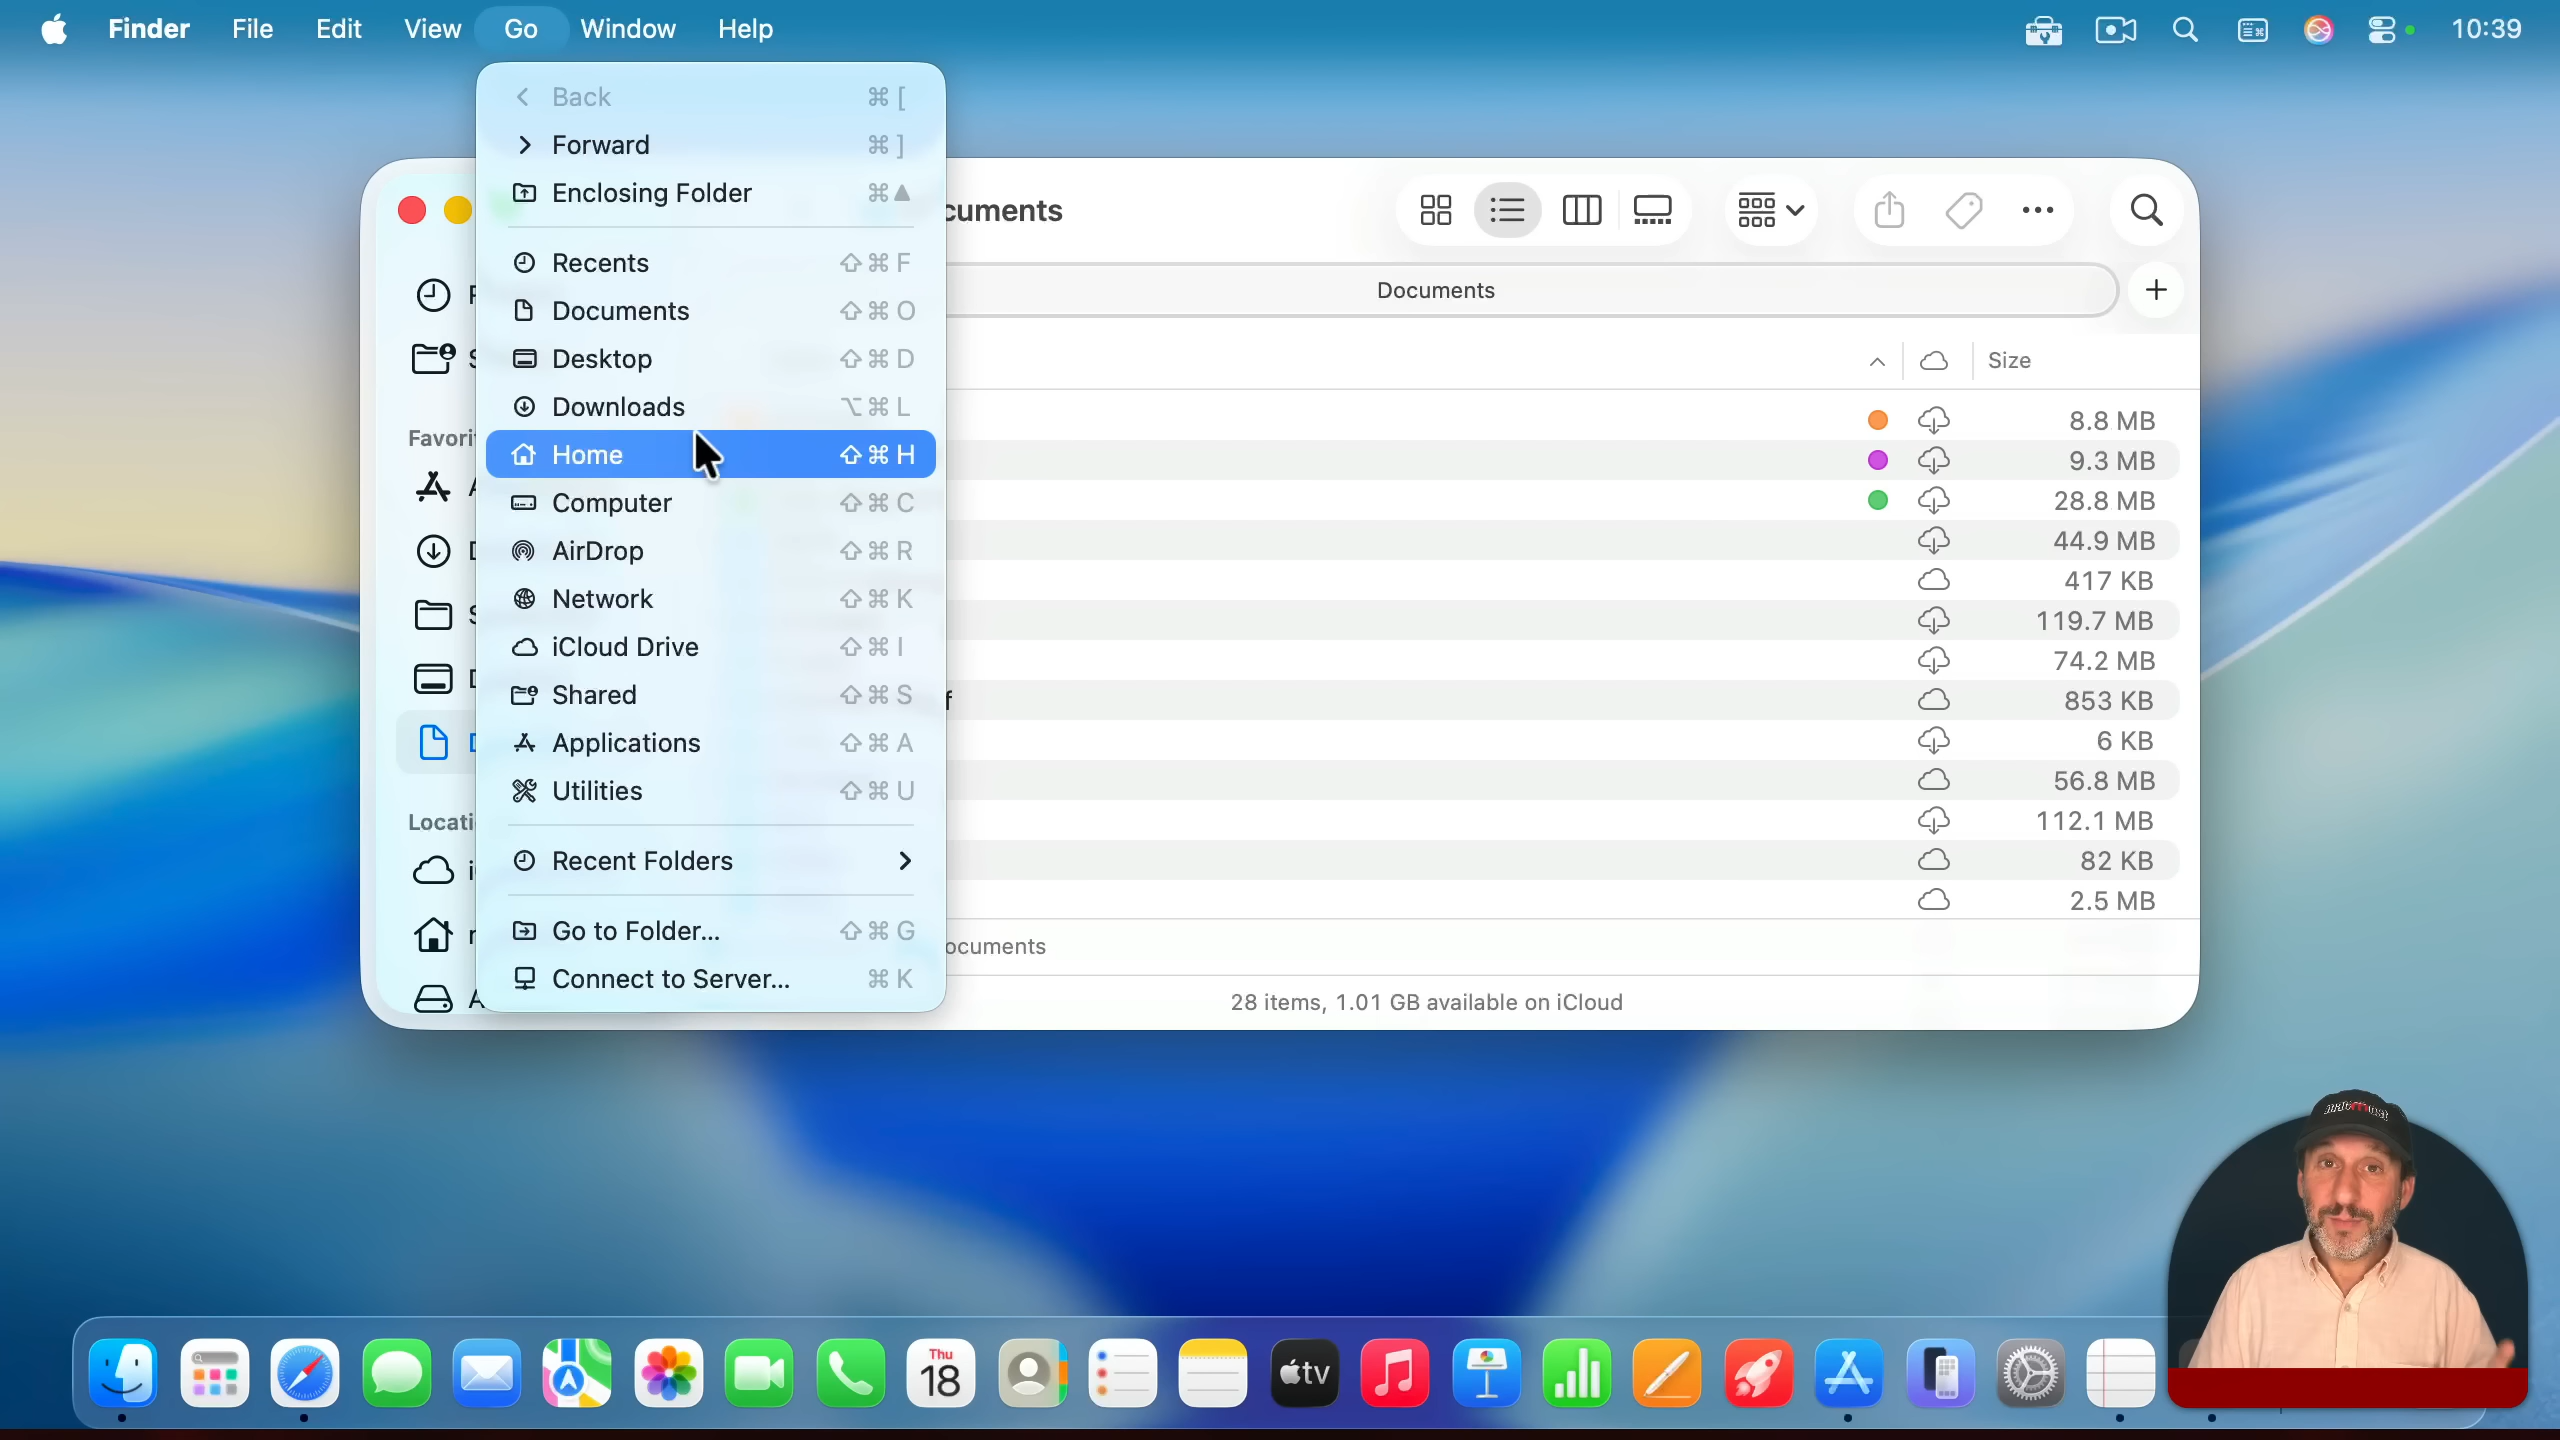 Finder File Edit View Go Window Help 10:39
Back ⌘ [
Forward ⌘ ]
Enclosing Folder ⌘▲
Recents ⇧⌘F
Documents ⇧⌘O
Desktop ⇧⌘D
Downloads ⌥⌘L
Home ⇧⌘H
Computer ⇧⌘C
AirDrop ⇧⌘R
Network ⇧⌘K
iCloud Drive ⇧⌘I
Shared ⇧⌘S
Applications ⇧⌘A
Utilities ⇧⌘U
Recent Folders
Go to Folder... ⇧⌘G
Connect to Server... ⌘K
Favori
Locati
cuments
Documents
Size
8.8 MB
9.3 MB
28.8 MB
44.9 MB
417 KB
119.7 MB
74.2 MB
f 853 KB
6 KB
56.8 MB
112.1 MB
82 KB
2.5 MB
ocuments
28 items, 1.01 GB available on iCloud
Thu
18
tv